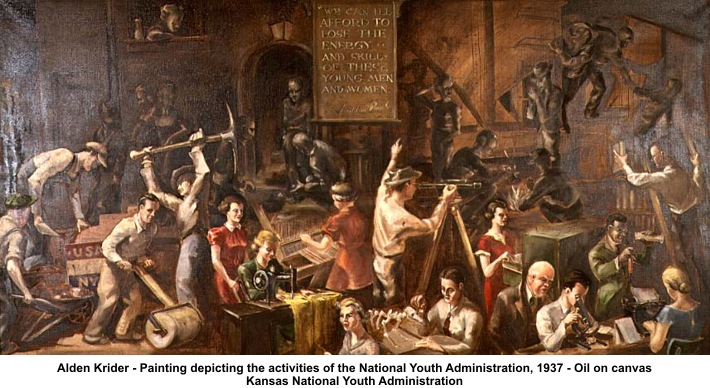 "WE CAN ILL
AFFORD TO
LOSE THE
ENERGY --
AND SKILL
OF THESE
YOUNG MEN
AND WOMEN.
USA
Alden Krider - Painting depicting the activities of the National Youth Administration, 1937 - Oil on canvas
Kansas National Youth Administration